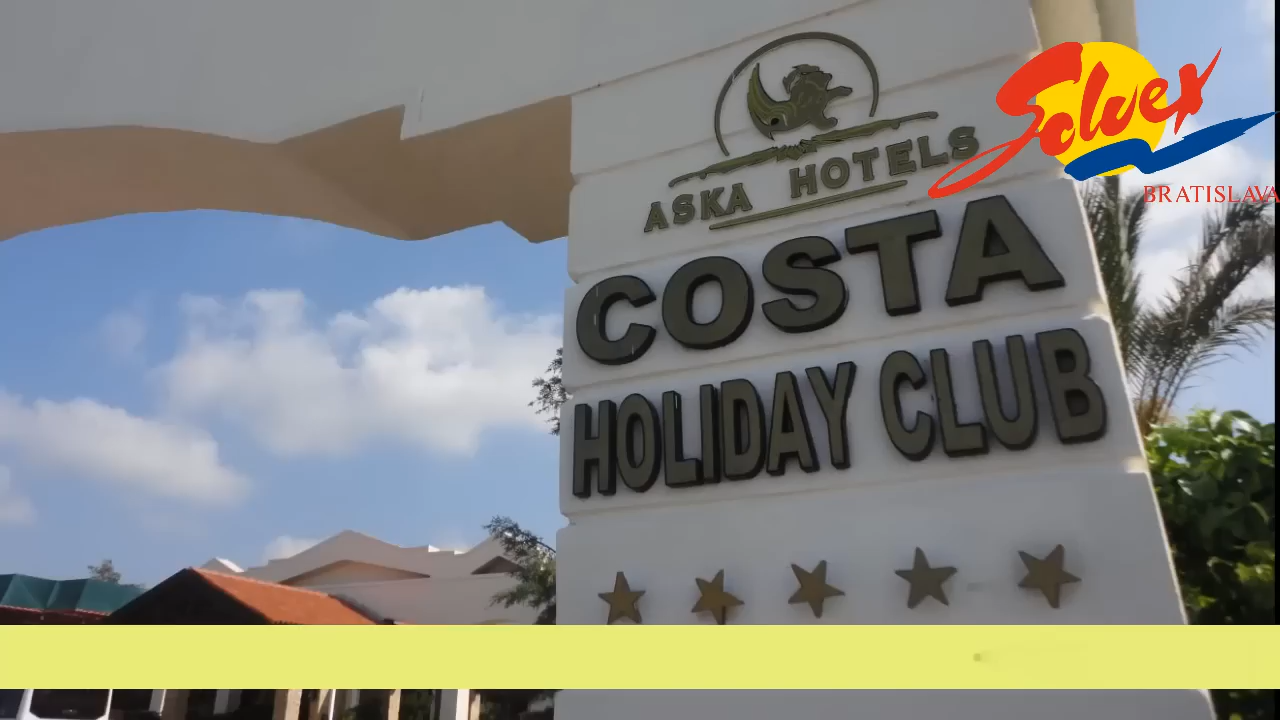 ASKA HOTELS
COSTA
HOLIDAY CLUB
Solvex
BRATISLAVA